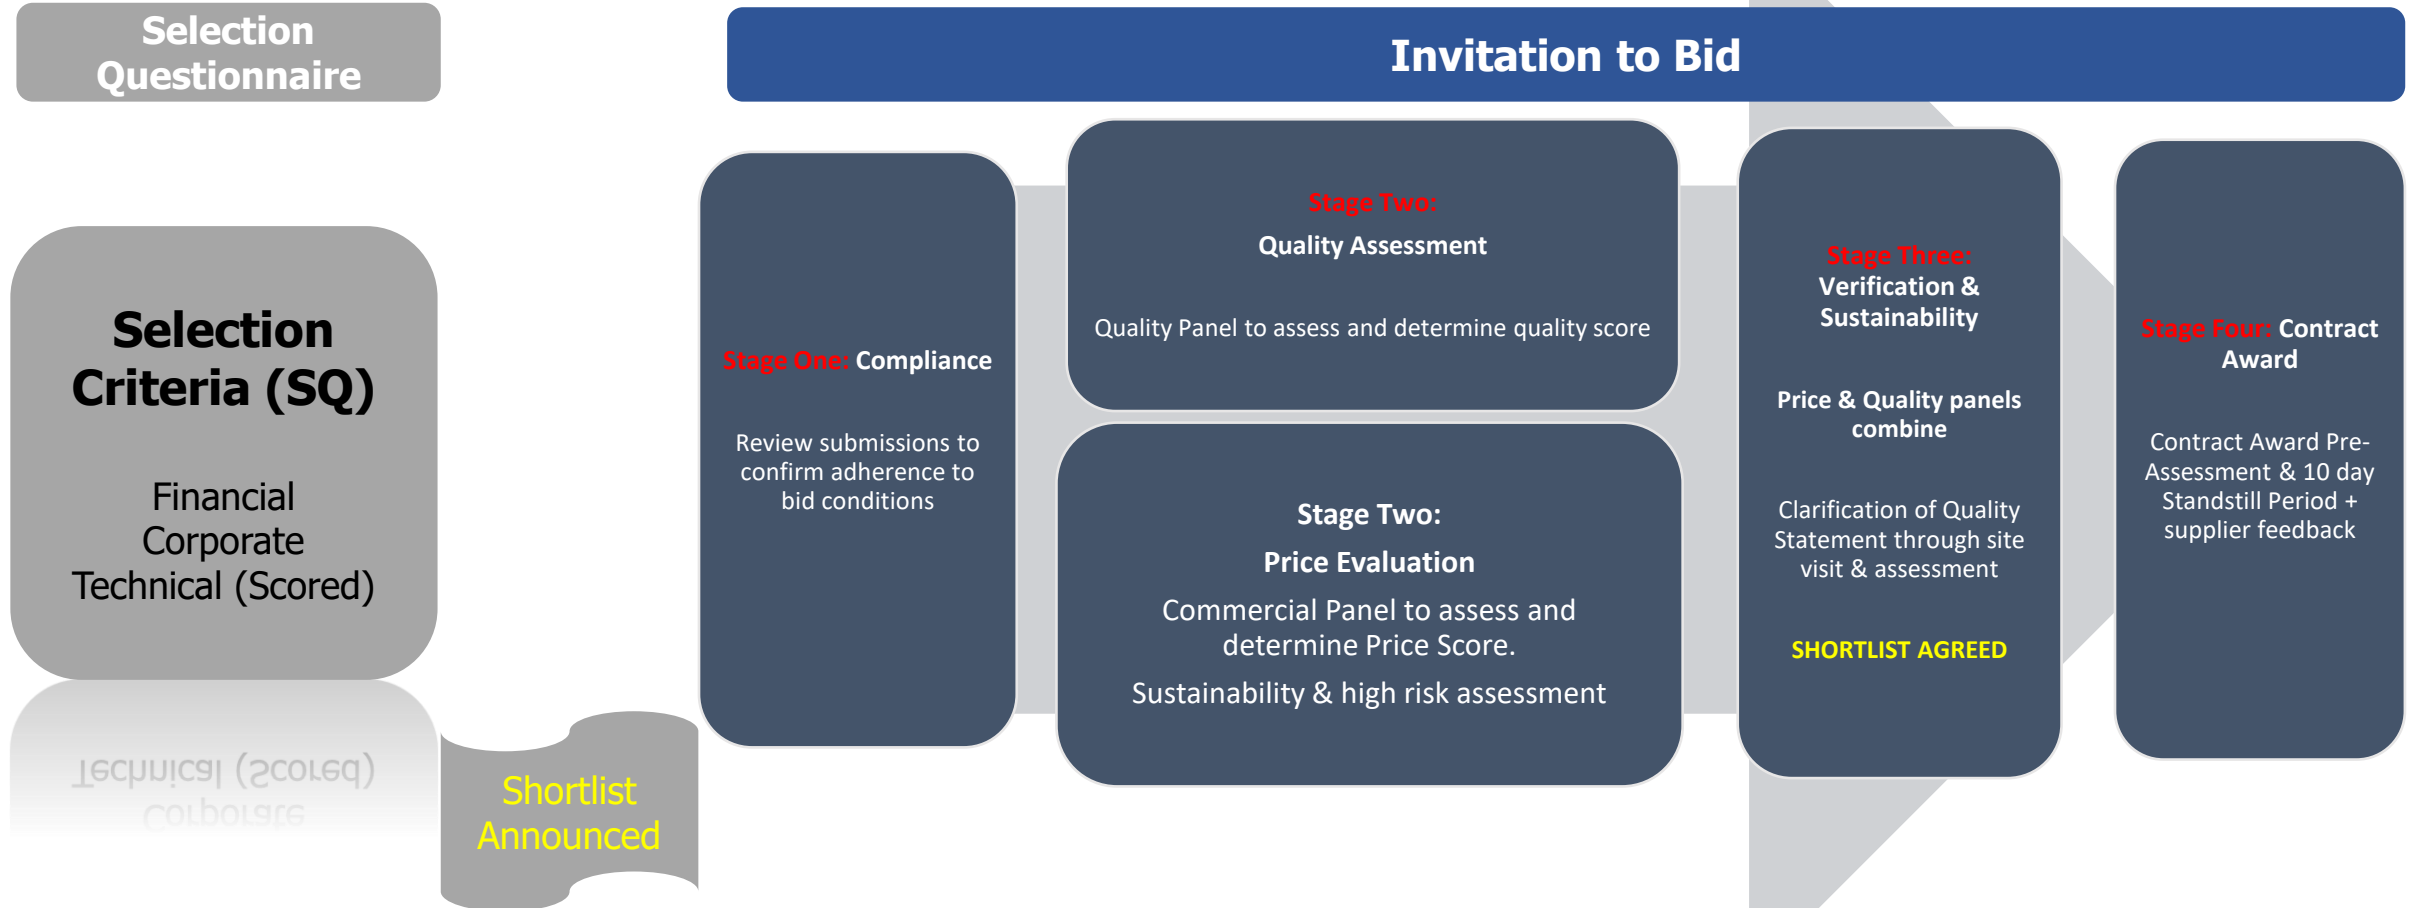 Selection
Questionnaire
Invitation to Bid
Selection
Criteria (SQ)
Financial
Corporate
Technical (Scored)
Technical (Scored)
Corporate
Shortlist
Announced
Stage One: Compliance
Review submissions to
confirm adherence to
bid conditions
Stage Two:
Quality Assessment
Quality Panel to assess and determine quality score
Stage Two:
Price Evaluation
Commercial Panel to assess and
determine Price Score.
Sustainability & high risk assessment
Stage Three:
Verification &
Sustainability
Price & Quality panels
combine
Clarification of Quality
Statement through site
visit & assessment
SHORTLIST AGREED
Stage Four: Contract
Award
Contract Award Pre-
Assessment & 10 day
Standstill Period +
supplier feedback